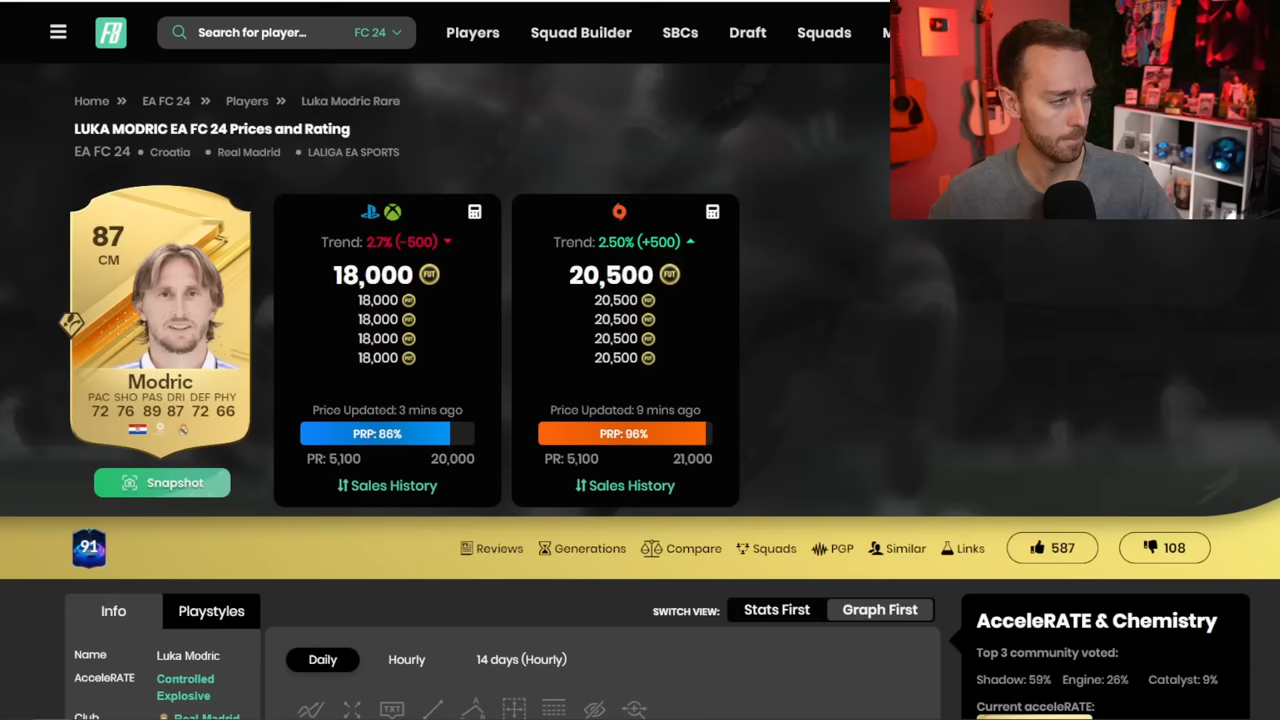 FB
Search for player...
FC 24
Players
Squad Builder
SBCs
Draft
Squads
Home » EA FC 24 » Players » Luka Modric Rare
LUKA MODRIC EA FC 24 Prices and Rating
EA FC 24 • Croatia • Real Madrid • LALIGA EA SPORTS
87
CM
Modric
PAC SHO PAS DRI DEF PHY
72 76 89 87 72 66
Snapshot
Trend: 2.7% (-500)
18,000
18,000
18,000
18,000
18,000
Price Updated: 3 mins ago
PRP: 86%
PR: 5,100
20,000
Sales History
Trend: 2.50% (+500)
20,500
20,500
20,500
20,500
20,500
Price Updated: 9 mins ago
PRP: 96%
PR: 5,100
21,000
Sales History
91
Reviews
Generations
Compare
Squads
PGP
Similar
Links
587
108
Info
Playstyles
SWITCH VIEW:
Stats First
Graph First
Name
Luka Modric
AcceleRATE
Controlled
Explosive
Club
Real Madrid
Daily
Hourly
14 days (Hourly)
TXT
AcceleRATE & Chemistry
Top 3 community voted:
Shadow: 59% Engine: 26% Catalyst: 9%
Current acceleRATE: